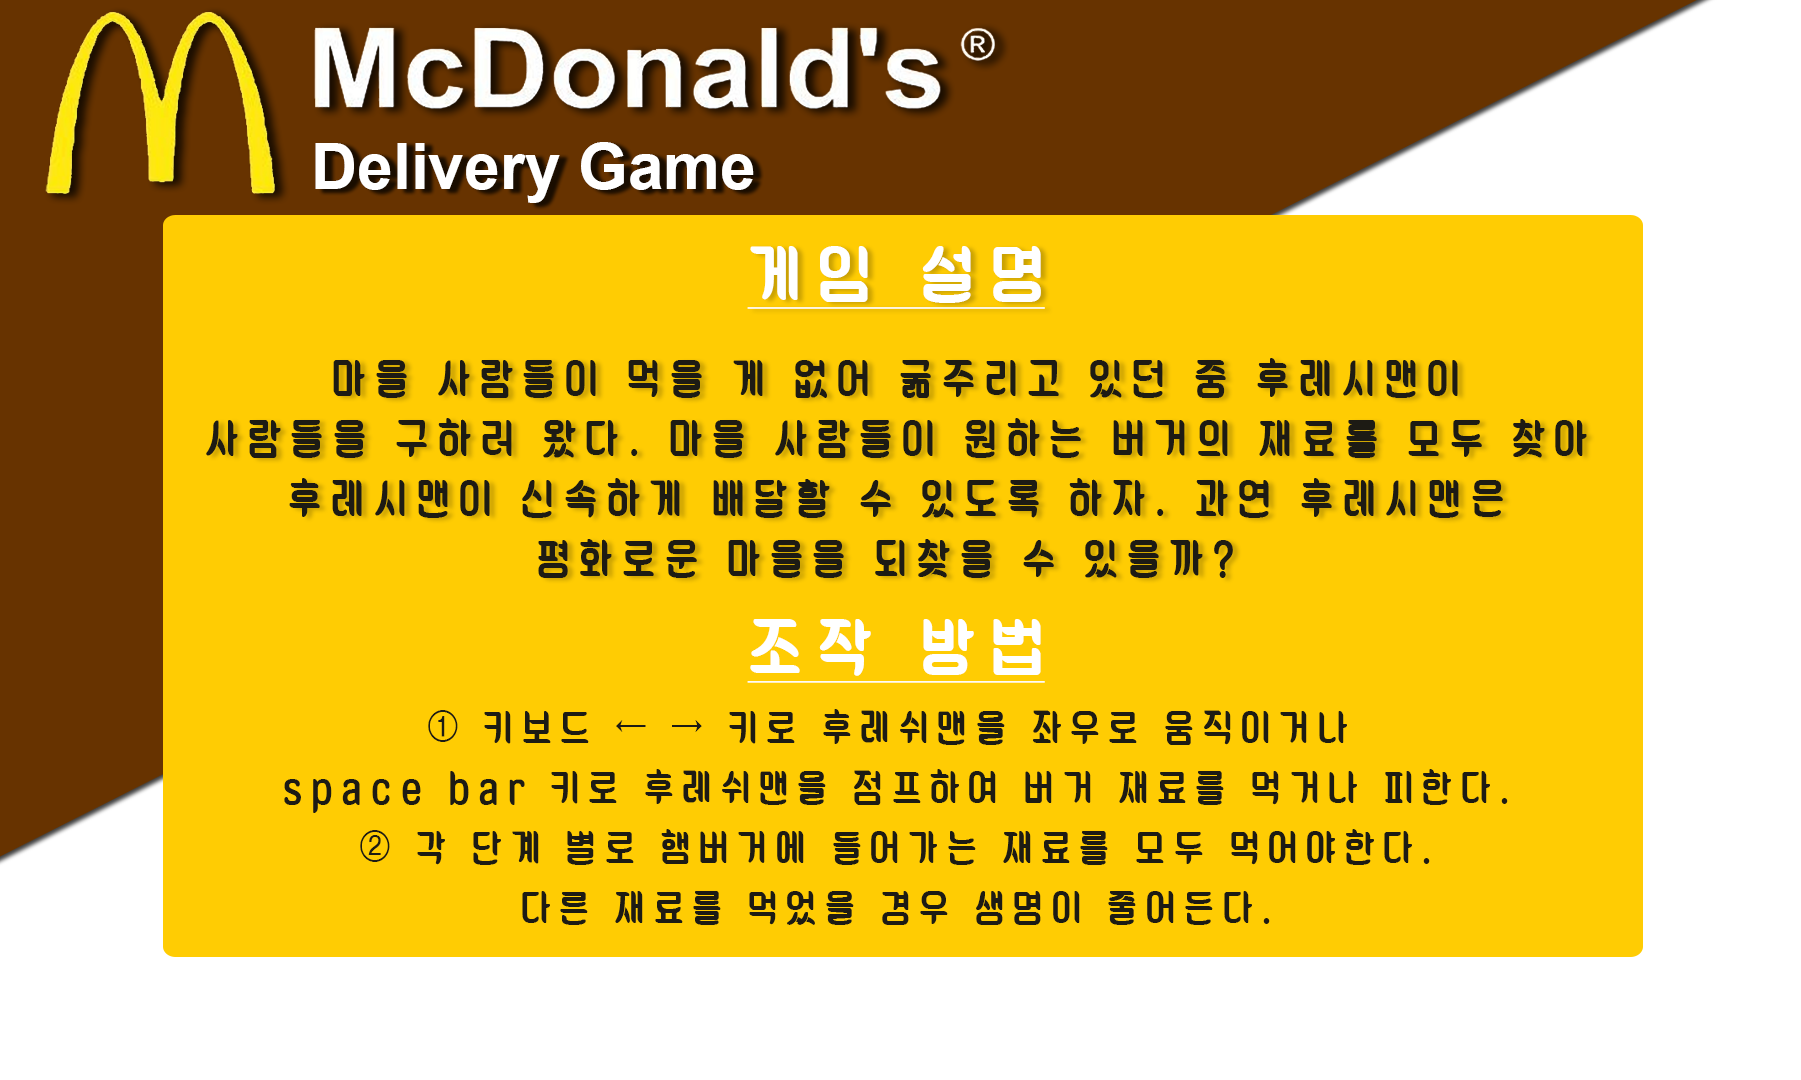 McDonald's®
Delivery Game
게임 설명
마을 사람들이 먹을 게 없어 굶주리고 있던 중 후레시맨이
사람들을 구하러 왔다. 마을 사람들이 원하는 버거의 재료를 모두 찾아
후레시맨이 신속하게 배달할 수 있도록 하자. 과연 후레시맨은
평화로운 마을을 되찾을 수 있을까?
조작 방법
① 키보드 ← → 키로 후레쉬맨을 좌우로 움직이거나
space bar 키로 후레쉬맨을 점프하여 버거 재료를 먹거나 피한다.
② 각 단계 별로 햄버거에 들어가는 재료를 모두 먹어야한다.
다른 재료를 먹었을 경우 생명이 줄어든다.